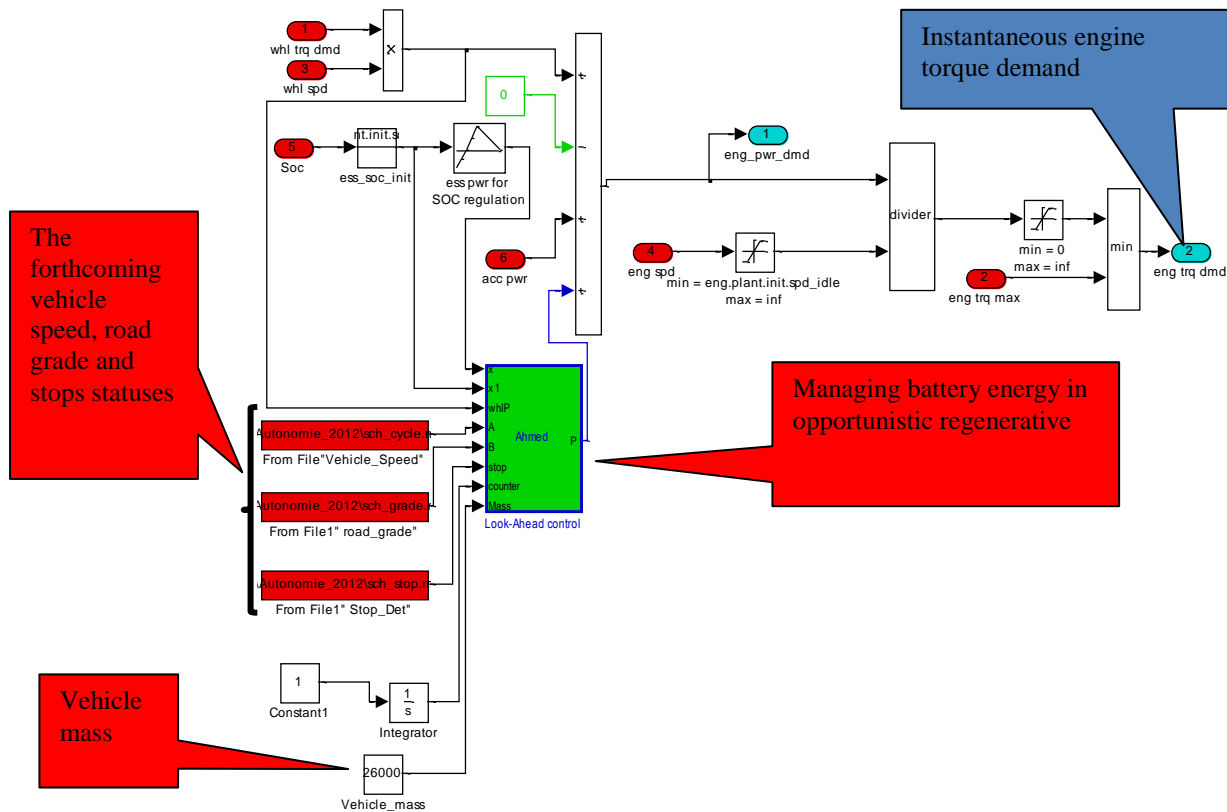 1
whl trq dmd
3
whl spd
x
0
5
Soc
nt.init.s
ess_soc_init
ess pwr for
SOC regulation
6
acc pwr
1
eng_pwr_dmd
4
eng spd
min = eng.plant.init.spd_idle
max = inf
divider
min = 0
max = inf
2
eng trq max
min
2
eng trq dmd
Instantaneous engine
torque demand
The
forthcoming
vehicle
speed, road
grade and
stops statuses
x
x1
whlP
A
B
stop
counter
Mass
Ahmed
P
Look-Ahead control
Managing battery energy in
opportunistic regenerative
Autonomie_2012\sch_cycle.
From File"Vehicle_Speed"
Autonomie_2012\sch_grade.
From File1" road_grade"
Autonomie_2012\sch_stop.
From File1" Stop_Det"
1
Constant1
1
s
Integrator
Vehicle
mass
26000
Vehicle_mass